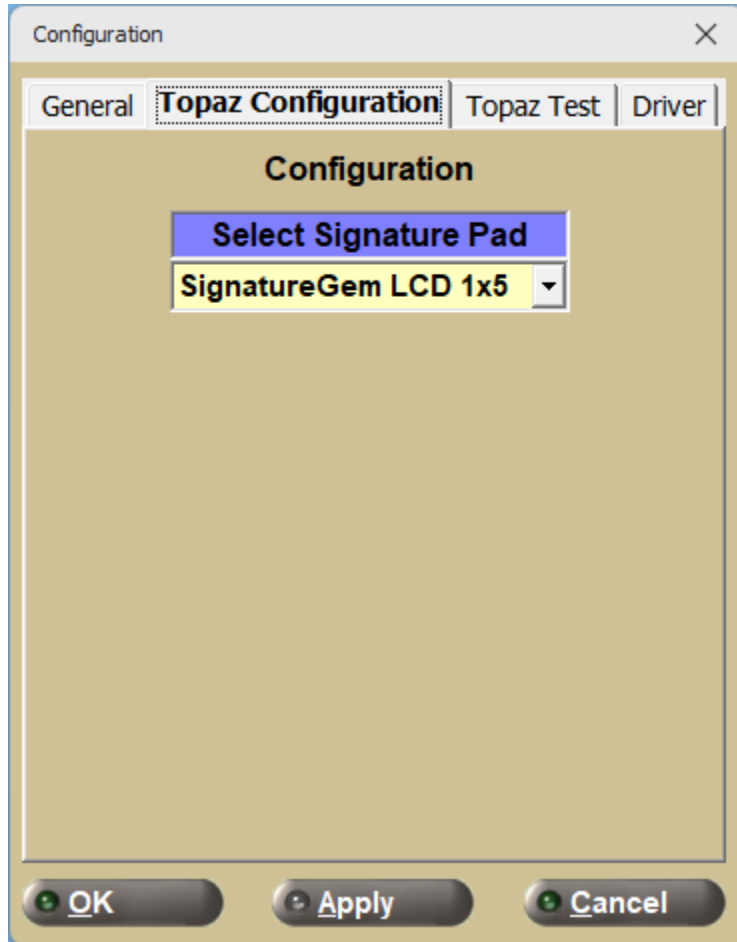 Configuration
General Topaz Configuration Topaz Test Driver
Configuration
Select Signature Pad
SignatureGem LCD 1x5
OK Apply Cancel